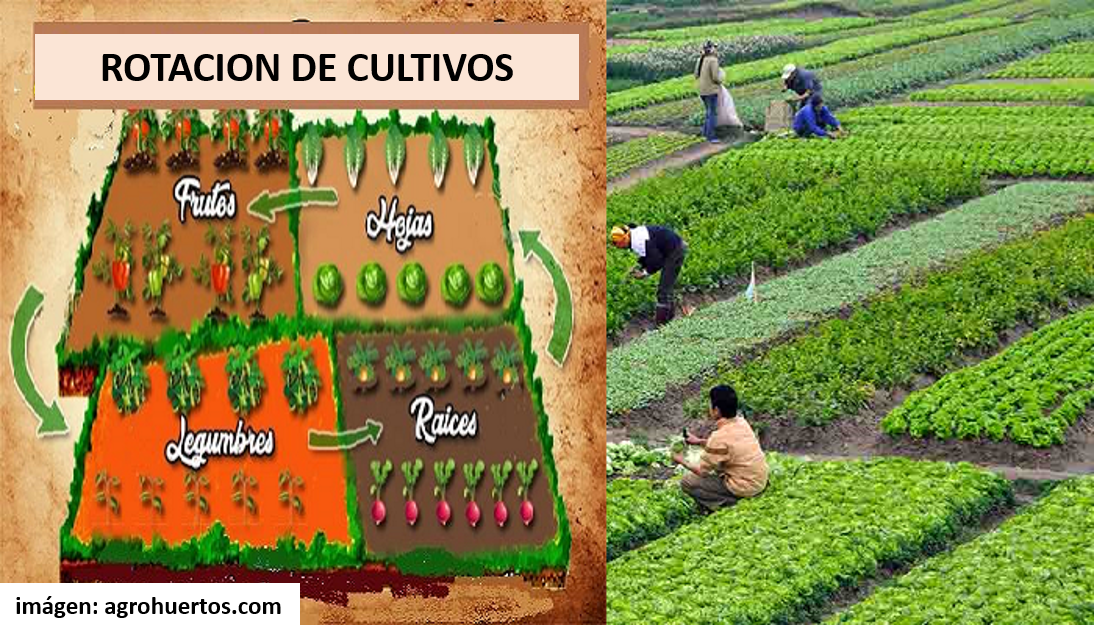 ROTACION DE CULTIVOS
Frutos
Hojas
Legumbres
Raices
imágen: agrohuertos.com